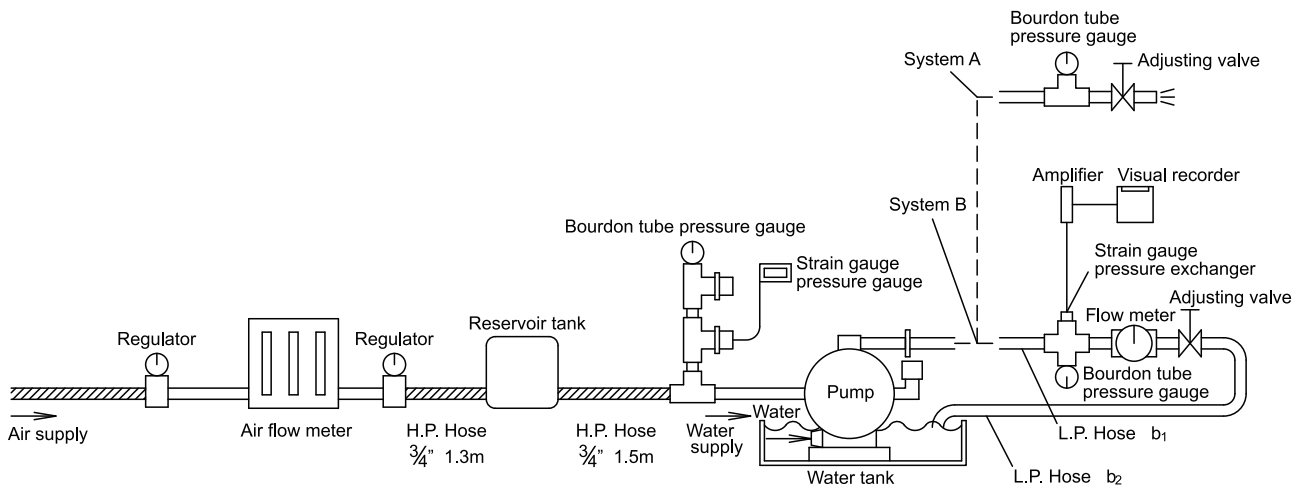 Bourdon tube
pressure gauge
System A
Adjusting valve
Amplifier
Visual recorder
System B
Bourdon tube pressure gauge
Strain gauge
pressure gauge
Strain gauge
pressure exchanger
Adjusting valve
Flow meter
Regulator
Regulator
Reservoir tank
Pump
Bourdon tube
pressure gauge
Air supply
Air flow meter
H.P. Hose
¾" 1.3m
H.P. Hose
¾" 1.5m
Water
supply
Water
Water tank
L.P. Hose b1
L.P. Hose b2